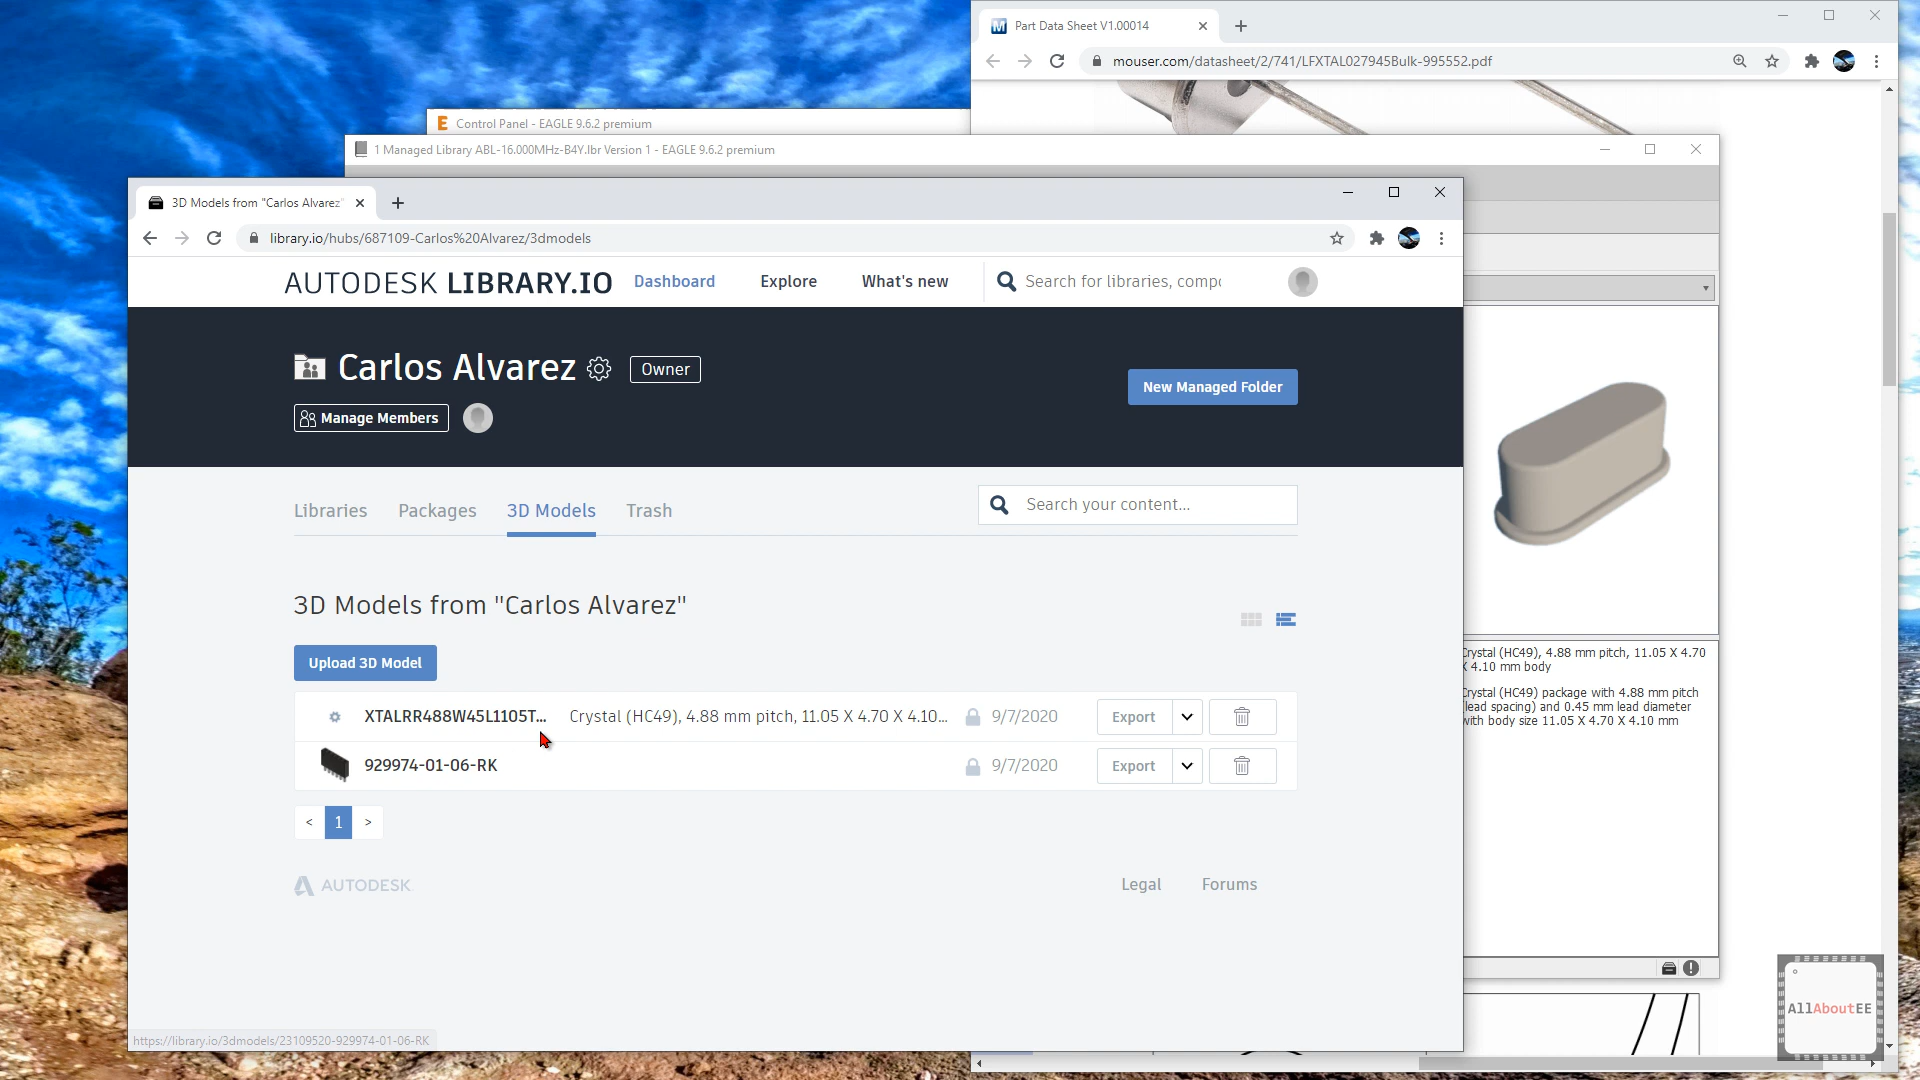 Part Data Sheet V1.00014
mouser.com/datasheet/2/741/LFXTAL027945Bulk-995552.pdf
Control Panel - EAGLE 9.6.2 premium
1 Managed Library ABL-16.000MHz-B4Y.lbr Version 1 - EAGLE 9.6.2 premium
3D Models from "Carlos Alvarez"
library.io/hubs/687109-Carlos%20Alvarez/3dmodels
AUTODESK LIBRARY.IO
Dashboard
Explore
What's new
Search for libraries, compo
Carlos Alvarez
Owner
Manage Members
New Managed Folder
Libraries
Packages
3D Models
Trash
Search your content...
3D Models from "Carlos Alvarez"
Upload 3D Model
XTALRR488W45L1105T... Crystal (HC49), 4.88 mm pitch, 11.05 X 4.70 X 4.10... 9/7/2020 Export
929974-01-06-RK 9/7/2020 Export
< 1 >
AUTODESK
Legal
Forums
https://library.io/3dmodels/23109520-929974-01-06-RK
Crystal (HC49), 4.88 mm pitch, 11.05 X 4.70
X 4.10 mm body
Crystal (HC49) package with 4.88 mm pitch
(lead spacing) and 0.45 mm lead diameter
with body size 11.05 X 4.70 X 4.10 mm
AllAboutEE